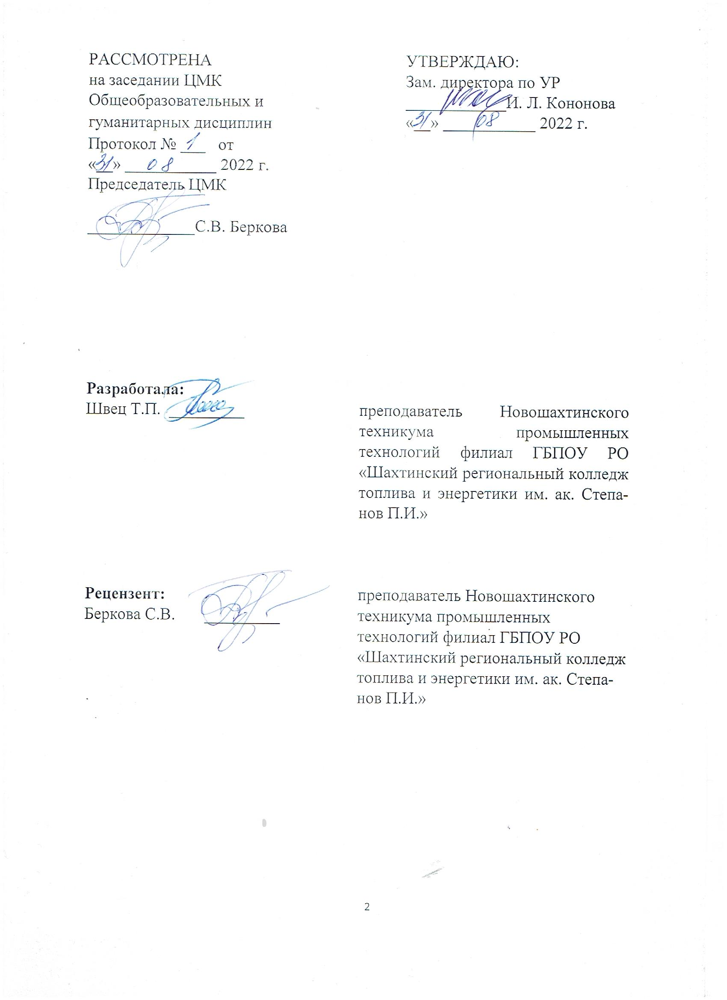 РАССМОТРЕНА
на заседании ЦМК
Общеобразовательных и
гуманитарных дисциплин
Протокол № 1 от
«31» 08 2022 г.
Председатель ЦМК
С.В. Беркова
УТВЕРЖДАЮ:
Зам. директора по УР
И. Л. Кононова
«31» 08 2022 г.
Разработала:
Швец Т.П.
преподаватель Новошахтинского
техникума промышленных
технологий филиал ГБПОУ РО
«Шахтинский региональный колледж
топлива и энергетики им. ак. Степа-
нов П.И.»
Рецензент:
Беркова С.В.
преподаватель Новошахтинского
техникума промышленных
технологий филиал ГБПОУ РО
«Шахтинский региональный колледж
топлива и энергетики им. ак. Степа-
нов П.И.»
2